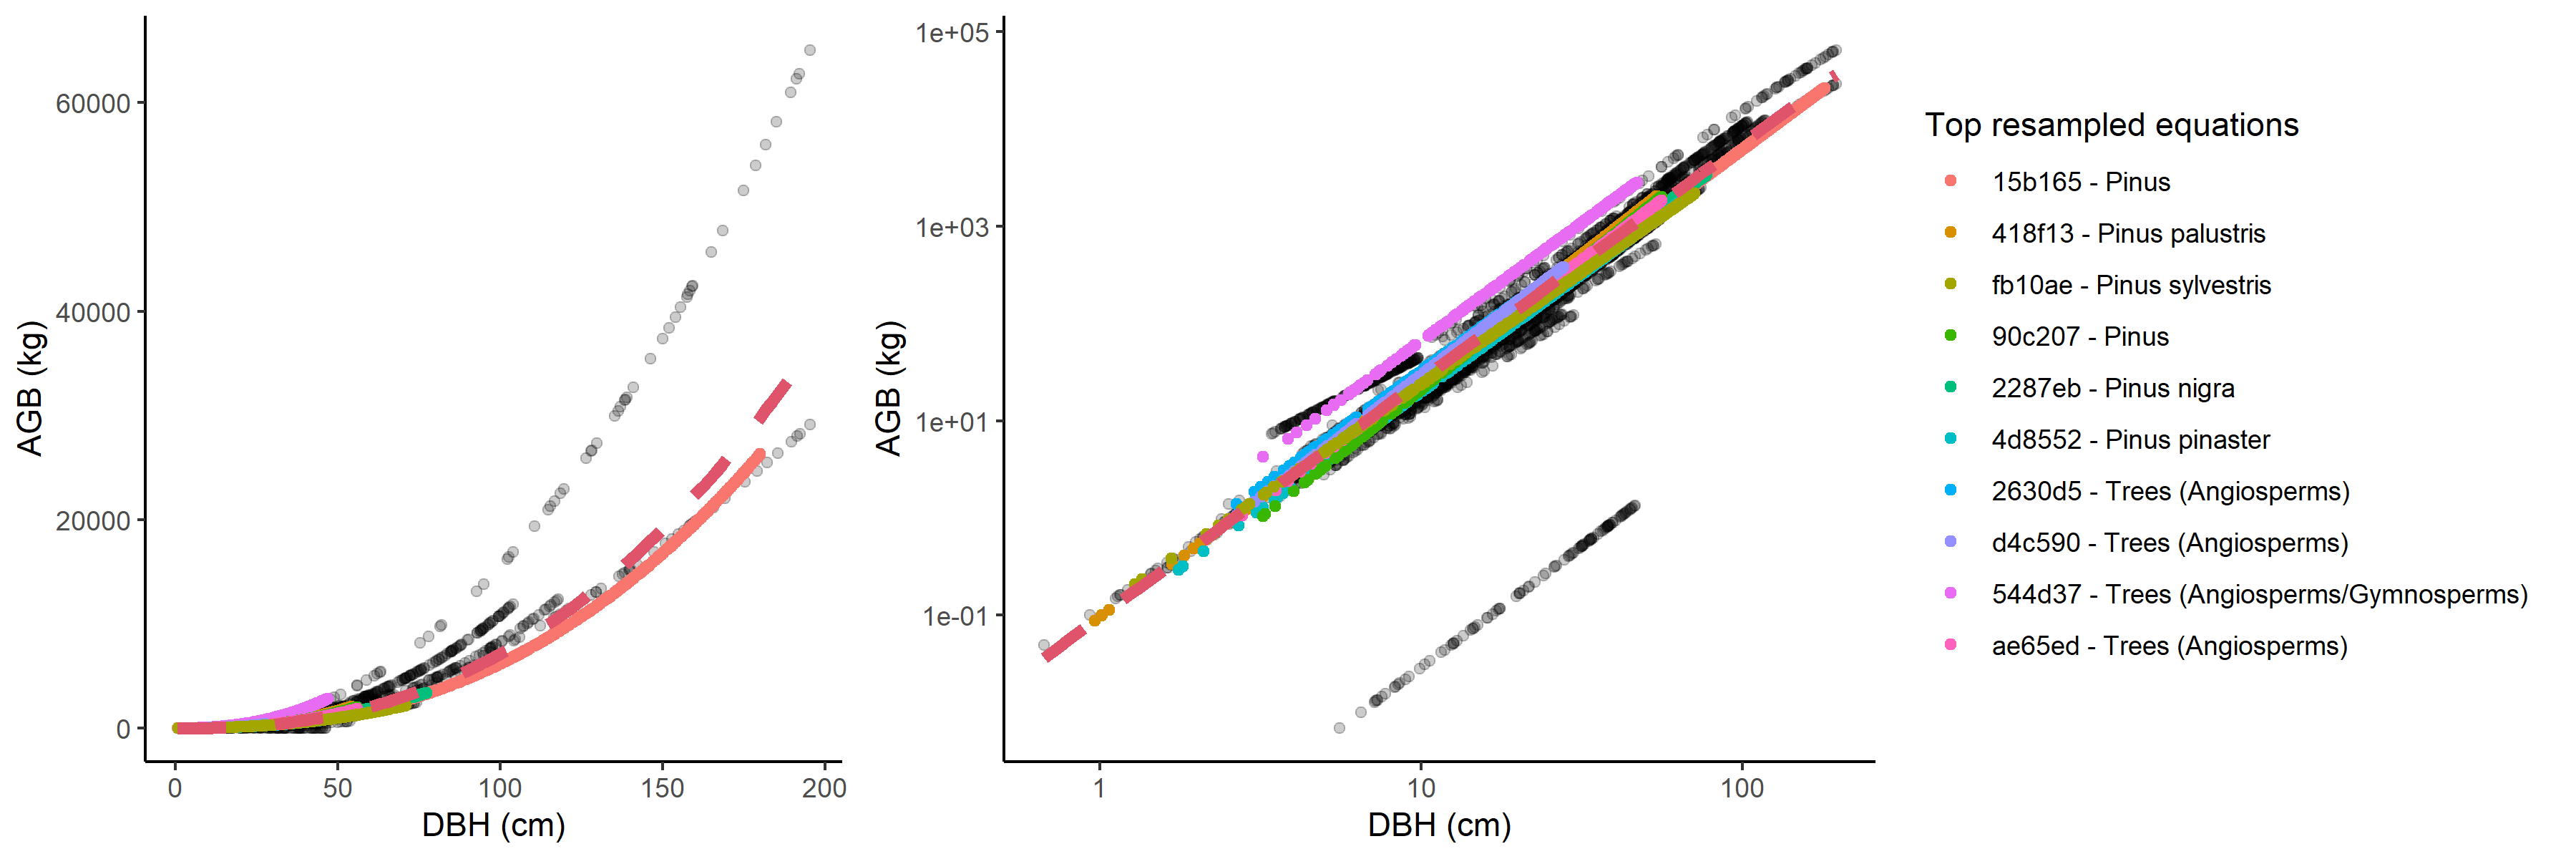 60000
40000
20000
0
AGB (kg)
0 50 100 150 200
DBH (cm)
1e+05
1e+03
1e+01
1e-01
AGB (kg)
1 10 100
DBH (cm)
Top resampled equations
15b165 - Pinus
418f13 - Pinus palustris
fb10ae - Pinus sylvestris
90c207 - Pinus
2287eb - Pinus nigra
4d8552 - Pinus pinaster
2630d5 - Trees (Angiosperms)
d4c590 - Trees (Angiosperms)
544d37 - Trees (Angiosperms/Gymnosperms)
ae65ed - Trees (Angiosperms)